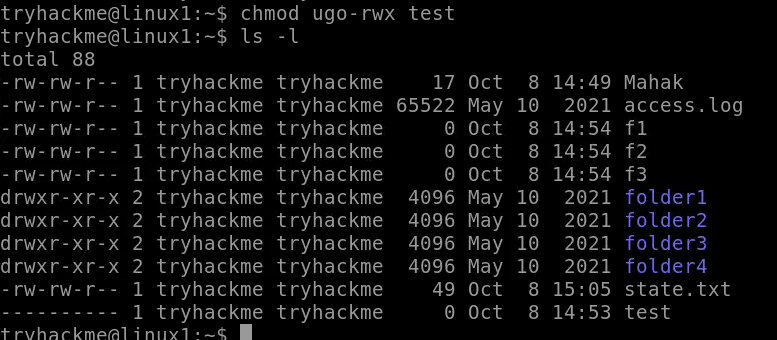 tryhackme@linux1:~$ chmod ugo-rwx test
tryhackme@linux1:~$ ls -l
total 88
-rw-rw-r-- 1 tryhackme tryhackme    17 Oct  8 14:49 Mahak
-rw-rw-r-- 1 tryhackme tryhackme 65522 May 10  2021 access.log
-rw-rw-r-- 1 tryhackme tryhackme     0 Oct  8 14:54 f1
-rw-rw-r-- 1 tryhackme tryhackme     0 Oct  8 14:54 f2
-rw-rw-r-- 1 tryhackme tryhackme     0 Oct  8 14:54 f3
drwxr-xr-x 2 tryhackme tryhackme  4096 May 10  2021 folder1
drwxr-xr-x 2 tryhackme tryhackme  4096 May 10  2021 folder2
drwxr-xr-x 2 tryhackme tryhackme  4096 May 10  2021 folder3
drwxr-xr-x 2 tryhackme tryhackme  4096 May 10  2021 folder4
-rw-rw-r-- 1 tryhackme tryhackme    49 Oct  8 15:05 state.txt
---------- 1 tryhackme tryhackme     0 Oct  8 14:53 test
tryhackme@linux1:~$